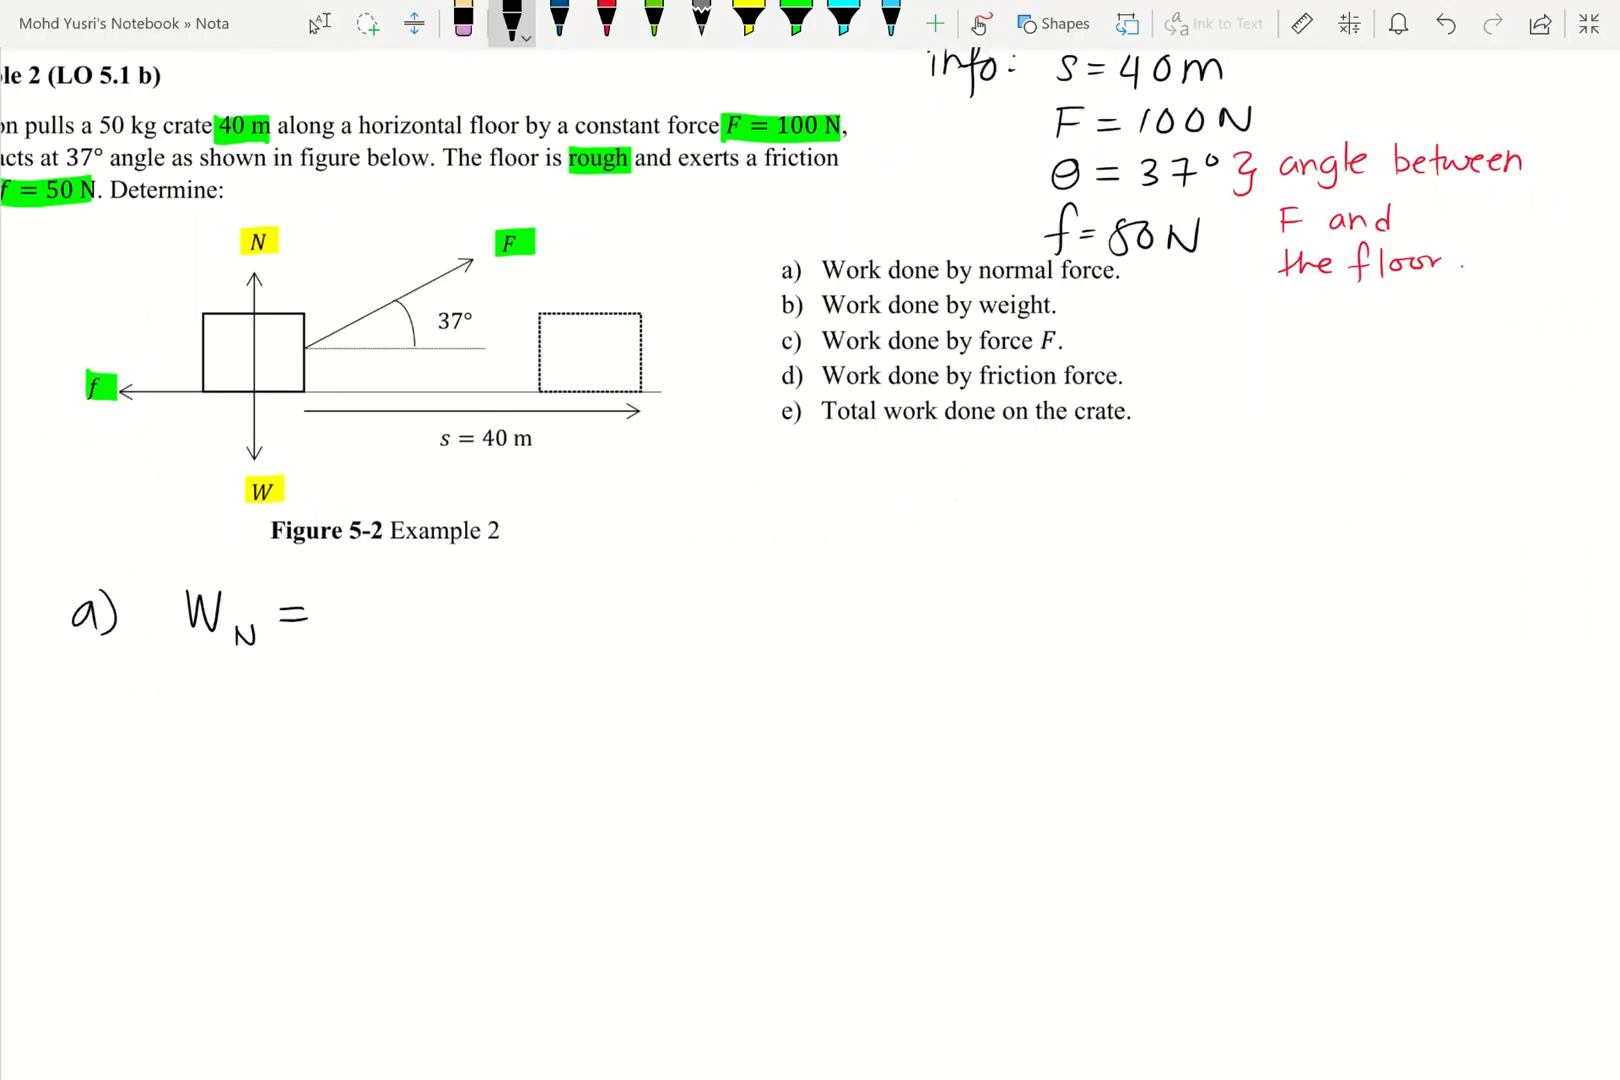 Mohd Yusri's Notebook » Nota
Shapes
Ink to Text
le 2 (LO 5.1 b)
on pulls a 50 kg crate 40 m along a horizontal floor by a constant force F = 100 N,
acts at 37° angle as shown in figure below. The floor is rough and exerts a friction
f = 50 N. Determine:
N
F
37°
f
s = 40 m
W
Figure 5-2 Example 2
info: s = 40 m
F = 100 N
θ = 37° } angle between
F and
the floor.
f = 50 N
a) Work done by normal force.
b) Work done by weight.
c) Work done by force F.
d) Work done by friction force.
e) Total work done on the crate.
a) W_N =